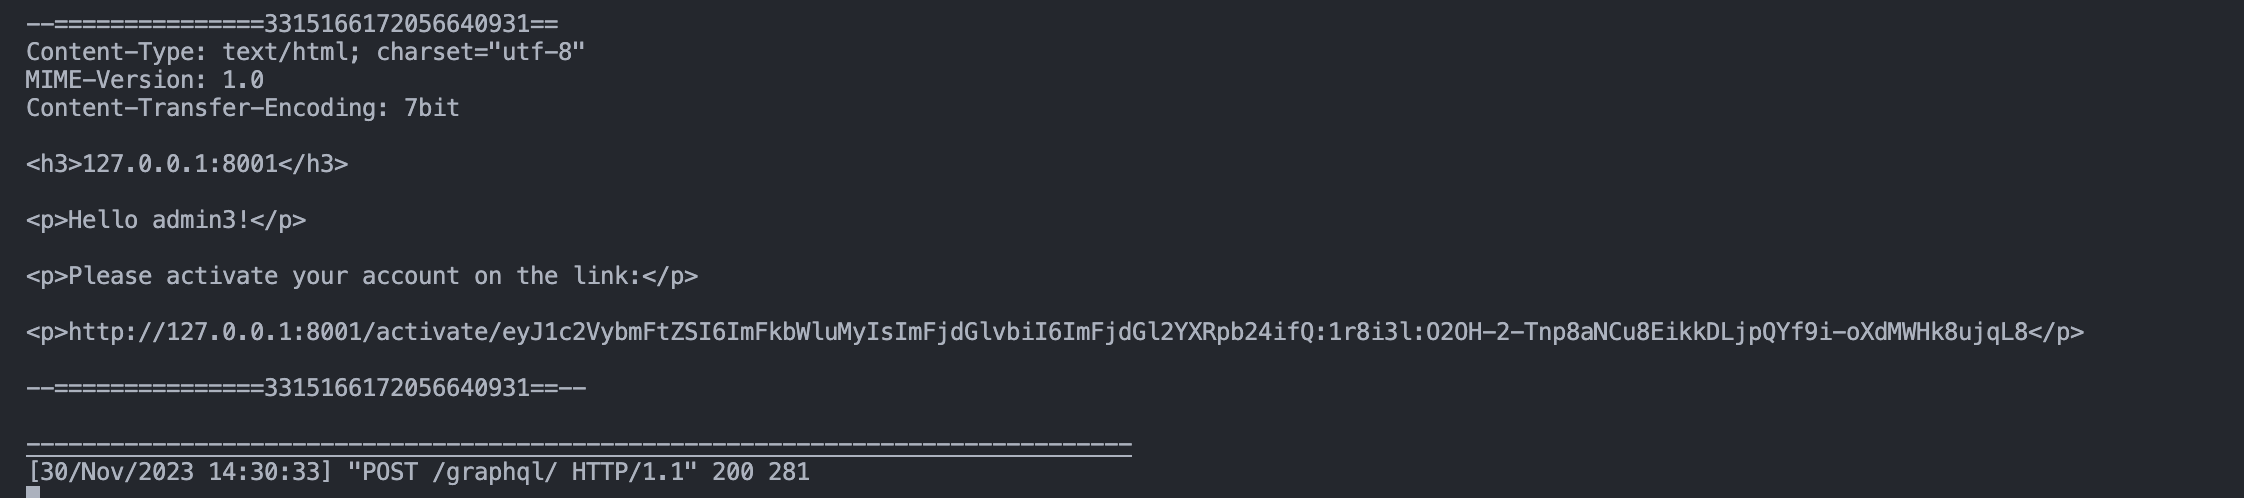 --===============3315166172056640931==
Content-Type: text/html; charset="utf-8"
MIME-Version: 1.0
Content-Transfer-Encoding: 7bit
<h3>127.0.0.1:8001</h3>
<p>Hello admin3!</p>
<p>Please activate your account on the link:</p>
<p>http://127.0.0.1:8001/activate/eyJ1c2VybmFtZSI6ImFkbWluMyIsImFjdGlvbiI6ImFjdGl2YXRpb24ifQ:1r8i3l:O2OH-2-Tnp8aNCu8EikkDLjpQYf9i-oXdMWHk8ujqL8</p>
--===============3315166172056640931==--
-------------------------------------------------------------------------------
[30/Nov/2023 14:30:33] "POST /graphql/ HTTP/1.1" 200 281